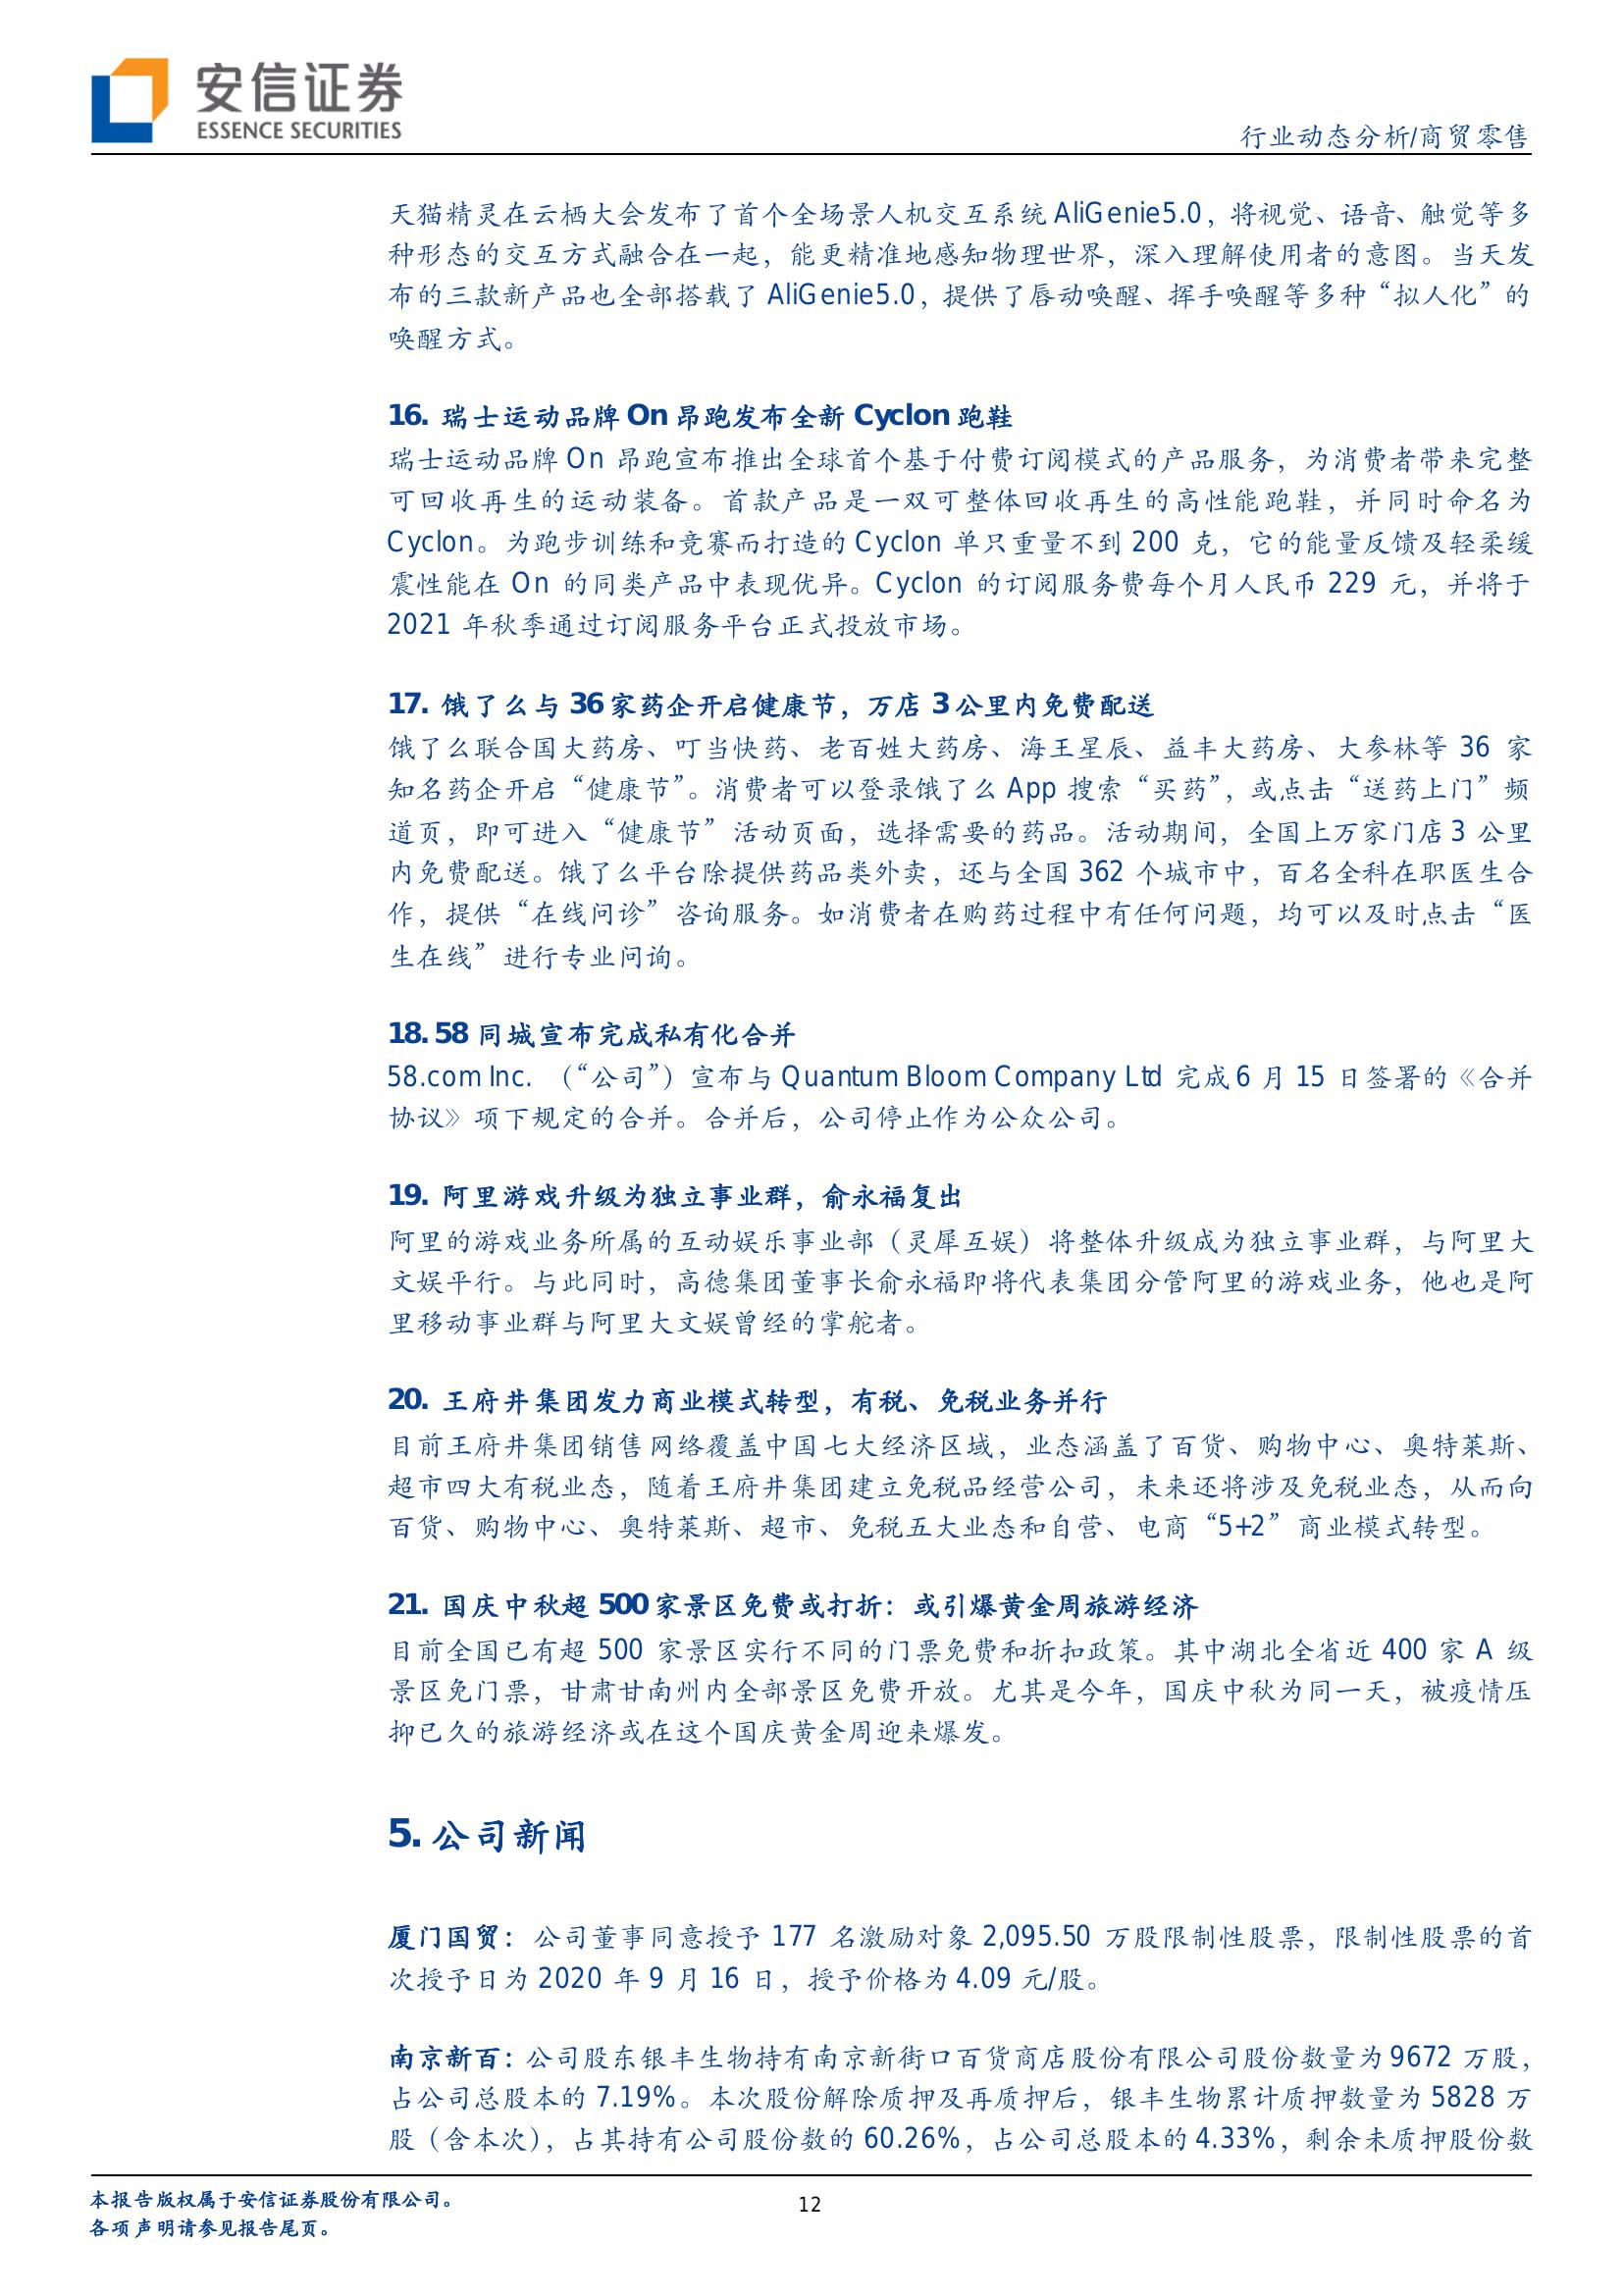 安信证券
ESSENCE SECURITIES
行业动态分析/商贸零售
天猫精灵在云栖大会发布了首个全场景人机交互系统 AliGenie5.0，将视觉、语音、触觉等多
种形态的交互方式融合在一起，能更精准地感知物理世界，深入理解使用者的意图。当天发
布的三款新产品也全部搭载了 AliGenie5.0，提供了唇动唤醒、挥手唤醒等多种“拟人化”的
唤醒方式。
16. 瑞士运动品牌 On 昂跑发布全新 Cyclon 跑鞋
瑞士运动品牌 On 昂跑宣布推出全球首个基于付费订阅模式的产品服务，为消费者带来完整
可回收再生的运动装备。首款产品是一双可整体回收再生的高性能跑鞋，并同时命名为
Cyclon。为跑步训练和竞赛而打造的 Cyclon 单只重量不到 200 克，它的能量反馈及轻柔缓
震性能在 On 的同类产品中表现优异。Cyclon 的订阅服务费每个月人民币 229 元，并将于
2021 年秋季通过订阅服务平台正式投放市场。
17. 饿了么与 36 家药企开启健康节，万店 3 公里内免费配送
饿了么联合国大药房、叮当快药、老百姓大药房、海王星辰、益丰大药房、大参林等 36 家
知名药企开启“健康节”。消费者可以登录饿了么 App 搜索“买药”，或点击“送药上门”频
道页，即可进入“健康节”活动页面，选择需要的药品。活动期间，全国上万家门店 3 公里
内免费配送。饿了么平台除提供药品类外卖，还与全国 362 个城市中，百名全科在职医生合
作，提供“在线问诊”咨询服务。如消费者在购药过程中有任何问题，均可以及时点击“医
生在线”进行专业问询。
18. 58 同城宣布完成私有化合并
58.com Inc. （“公司”）宣布与 Quantum Bloom Company Ltd 完成 6 月 15 日签署的《合并
协议》项下规定的合并。合并后，公司停止作为公众公司。
19. 阿里游戏升级为独立事业群，俞永福复出
阿里的游戏业务所属的互动娱乐事业部（灵犀互娱）将整体升级成为独立事业群，与阿里大
文娱平行。与此同时，高德集团董事长俞永福即将代表集团分管阿里的游戏业务，他也是阿
里移动事业群与阿里大文娱曾经的掌舵者。
20. 王府井集团发力商业模式转型，有税、免税业务并行
目前王府井集团销售网络覆盖中国七大经济区域，业态涵盖了百货、购物中心、奥特莱斯、
超市四大有税业态，随着王府井集团建立免税品经营公司，未来还将涉及免税业态，从而向
百货、购物中心、奥特莱斯、超市、免税五大业态和自营、电商“5+2”商业模式转型。
21. 国庆中秋超 500 家景区免费或打折：或引爆黄金周旅游经济
目前全国已有超 500 家景区实行不同的门票免费和折扣政策。其中湖北全省近 400 家 A 级
景区免门票，甘肃甘南州内全部景区免费开放。尤其是今年，国庆中秋为同一天，被疫情压
抑已久的旅游经济或在这个国庆黄金周迎来爆发。
5. 公司新闻
厦门国贸：公司董事同意授予 177 名激励对象 2,095.50 万股限制性股票，限制性股票的首
次授予日为 2020 年 9 月 16 日，授予价格为 4.09 元/股。
南京新百：公司股东银丰生物持有南京新街口百货商店股份有限公司股份数量为 9672 万股，
占公司总股本的 7.19%。本次股份解除质押及再质押后，银丰生物累计质押数量为 5828 万
股（含本次），占其持有公司股份数的 60.26%，占公司总股本的 4.33%，剩余未质押股份数
本报告版权属于安信证券股份有限公司。
12
各项声明请参见报告尾页。